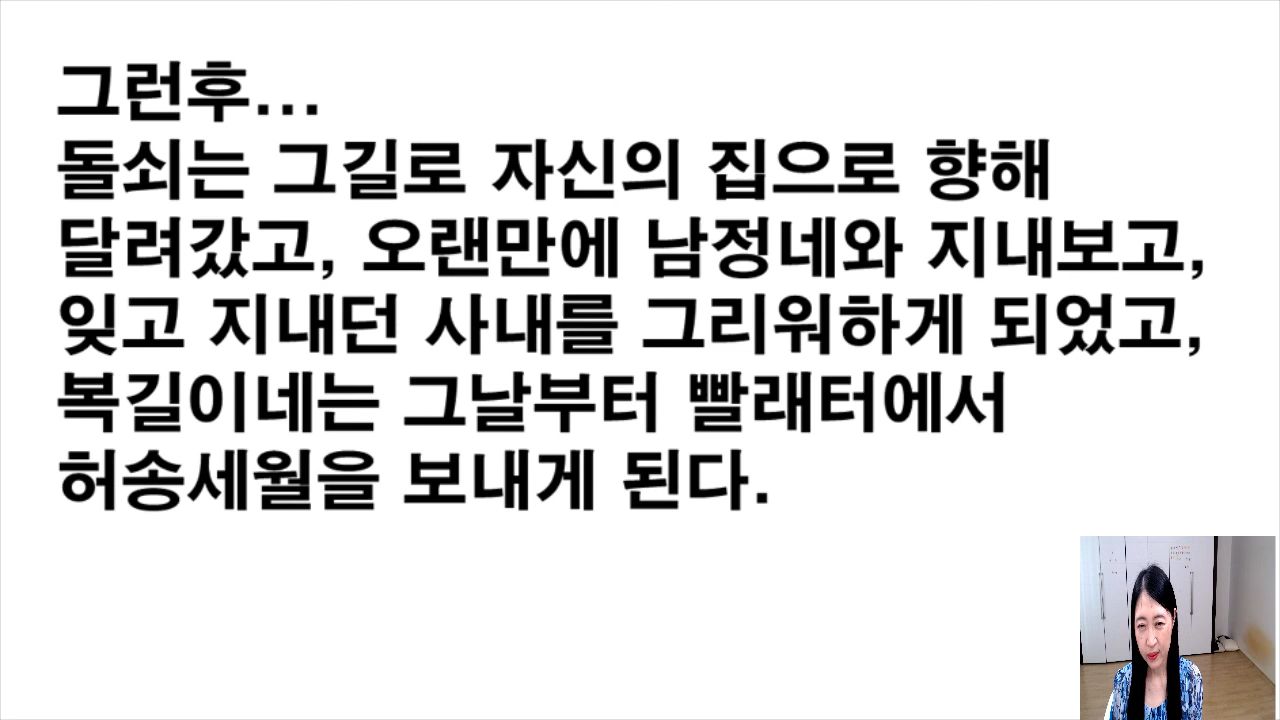 그런후...
돌쇠는 그길로 자신의 집으로 향해
달려갔고, 오랜만에 남정네와 지내보고,
잊고 지내던 사내를 그리워하게 되었고,
복길이네는 그날부터 빨래터에서
허송세월을 보내게 된다.